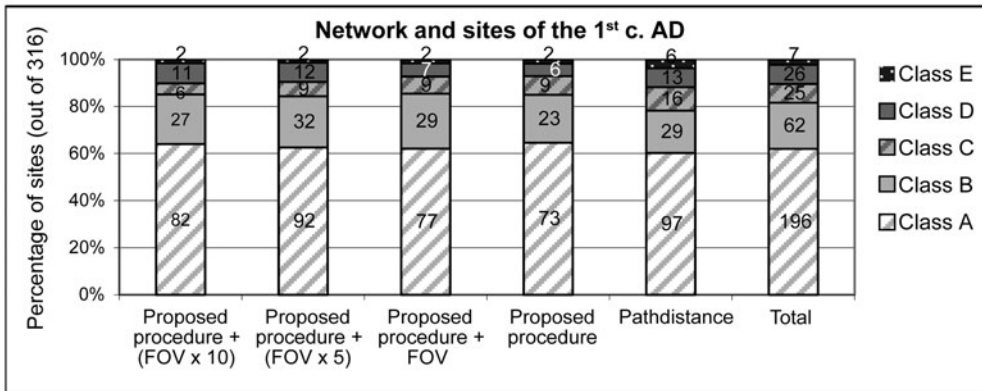 Network and sites of the 1st c. AD
Percentage of sites (out of 316)
100%
80%
60%
40%
20%
0%
2
11
6
27
82
2
12
9
32
92
2
7
9
29
77
2
6
9
23
73
6
13
16
29
97
7
26
25
62
196
Proposed
procedure +
(FOV x 10)
Proposed
procedure +
(FOV x 5)
Proposed
procedure +
FOV
Proposed
procedure
Pathdistance
Total
Class E
Class D
Class C
Class B
Class A